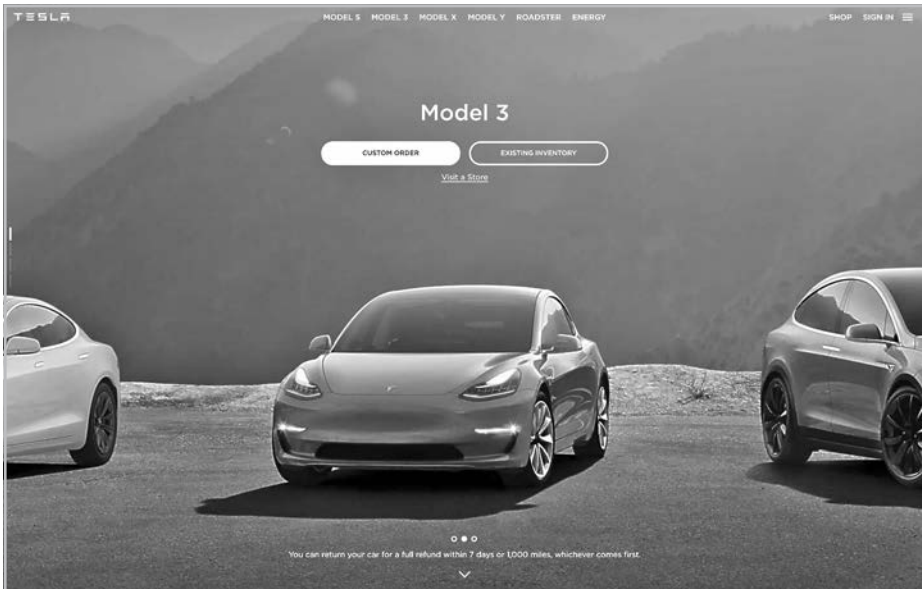 TESLA
MODEL S MODEL 3 MODEL X MODEL Y ROADSTER ENERGY
SHOP SIGN IN
Model 3
CUSTOM ORDER
EXISTING INVENTORY
Visit a Store
You can return your car for a full refund within 7 days or 1,000 miles, whichever comes first.